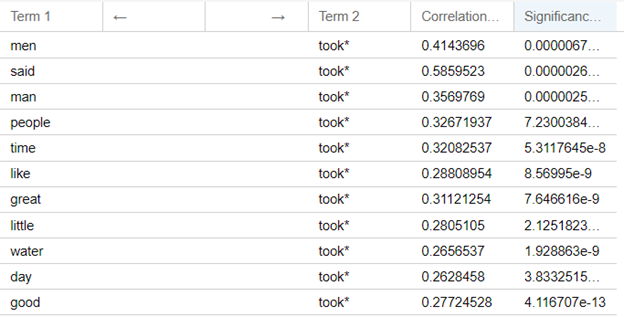 Term 1 ← → Term 2 Correlation... Significanc...
men took* 0.4143696 0.0000067...
said took* 0.5859523 0.0000026...
man took* 0.3569769 0.0000025...
people took* 0.32671937 7.2300384...
time took* 0.32082537 5.3117645e-8
like took* 0.28808954 8.56995e-9
great took* 0.31121254 7.646616e-9
little took* 0.2805105 2.1251823...
water took* 0.2656537 1.928863e-9
day took* 0.2628458 3.8332515...
good took* 0.27724528 4.116707e-13